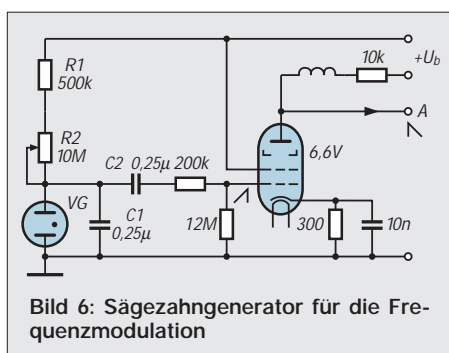 R1
500k
10k
+Ub
A
R2
10M
C2 0,25µ 200k
6,6V
VG
C1
0,25µ
12M
300
10n
Bild 6: Sägezahngenerator für die Fre-
quenzmodulation